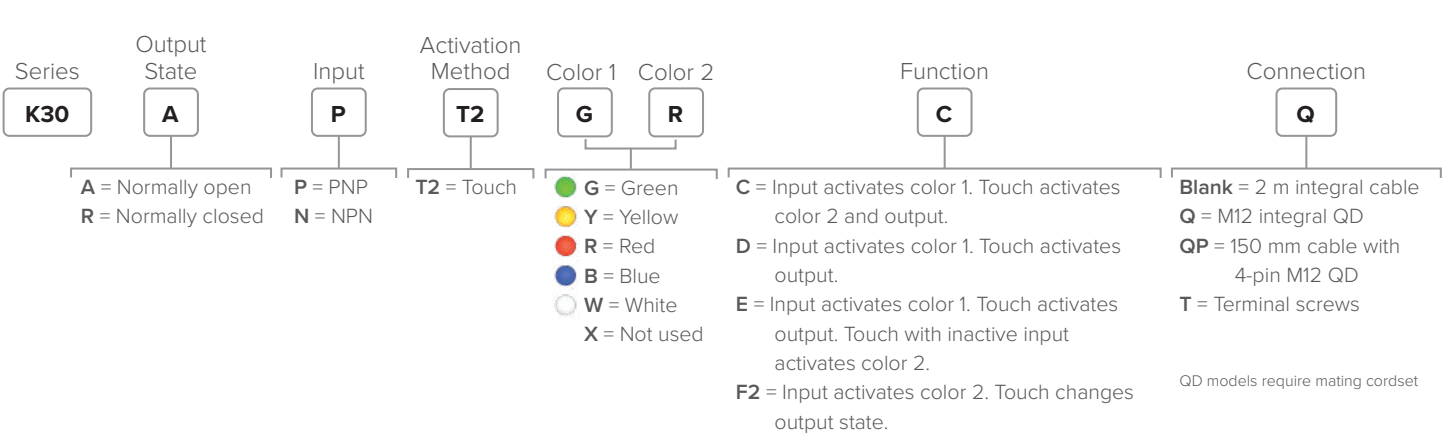 Series
Output
State
Input
Activation
Method
Color 1
Color 2
Function
Connection
K30
A
P
T2
G
R
C
Q
A = Normally open
R = Normally closed
P = PNP
N = NPN
T2 = Touch
G = Green
Y = Yellow
R = Red
B = Blue
W = White
X = Not used
C = Input activates color 1. Touch activates
color 2 and output.
D = Input activates color 1. Touch activates
output.
E = Input activates color 1. Touch activates
output. Touch with inactive input
activates color 2.
F2 = Input activates color 2. Touch changes
output state.
Blank = 2 m integral cable
Q = M12 integral QD
QP = 150 mm cable with
4-pin M12 QD
T = Terminal screws
QD models require mating cordset